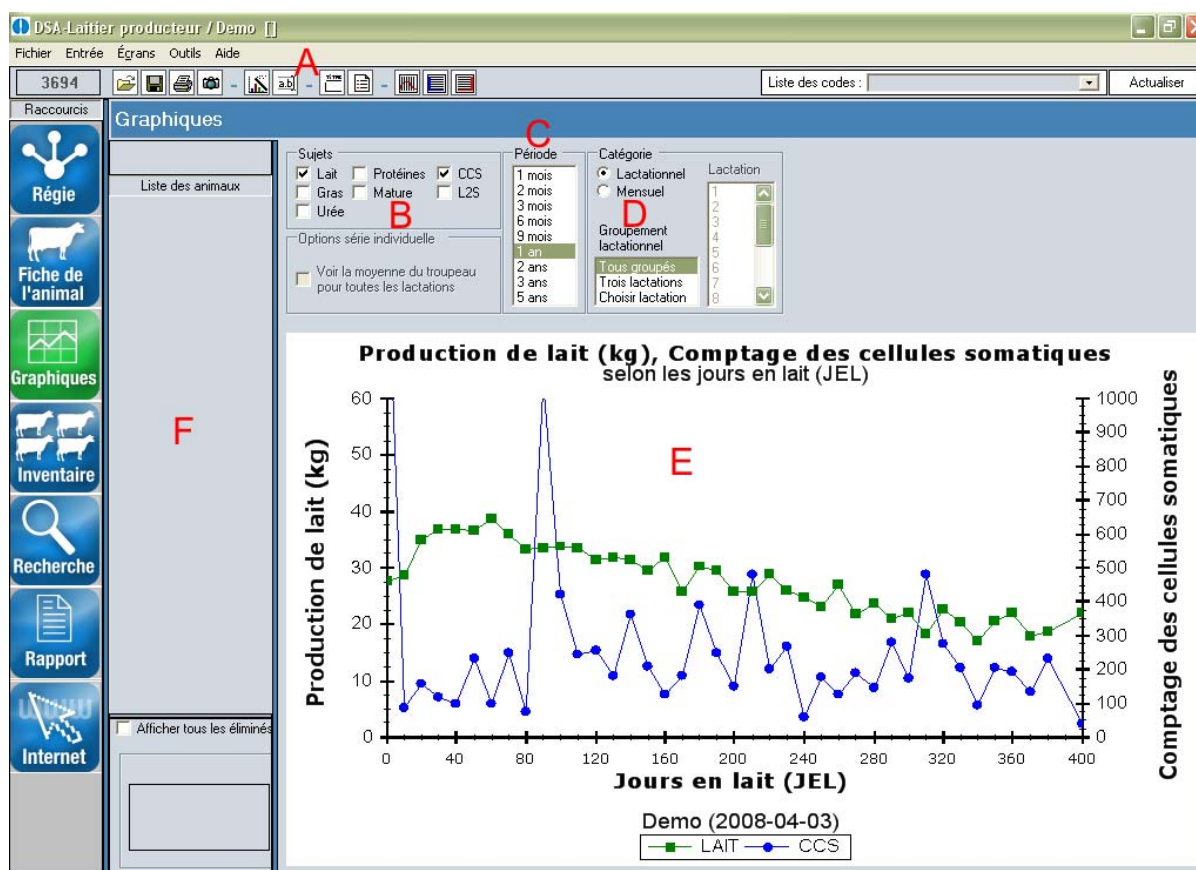 DSA-Laitier producteur / Demo []
Fichier Entrée Écrans Outils Aide
A
3694
a.b
Liste des codes :
Actualiser
Raccourcis
Graphiques
Régie
Fiche de
l'animal
Graphiques
Inventaire
Recherche
Rapport
Internet
Liste des animaux
F
Afficher tous les éliminés
Sujets
Lait Protéines CCS
Gras Mature L2S
Urée
B
Options série individuelle
Voir la moyenne du troupeau
pour toutes les lactations
C
Période
1 mois
2 mois
3 mois
6 mois
9 mois
1 an
2 ans
3 ans
5 ans
Catégorie
Lactationnel
Mensuel
D
Groupement
lactationnel
Tous groupés
Trois lactations
Choisir lactation
Lactation
1
2
3
4
5
6
7
8
Production de lait (kg), Comptage des cellules somatiques
selon les jours en lait (JEL)
E
Production de lait (kg)
60
50
40
30
20
10
0
1000
900
800
700
600
500
400
300
200
100
0
Comptage des cellules somatiques
0 40 80 120 160 200 240 280 320 360 400
Jours en lait (JEL)
Demo (2008-04-03)
LAIT CCS